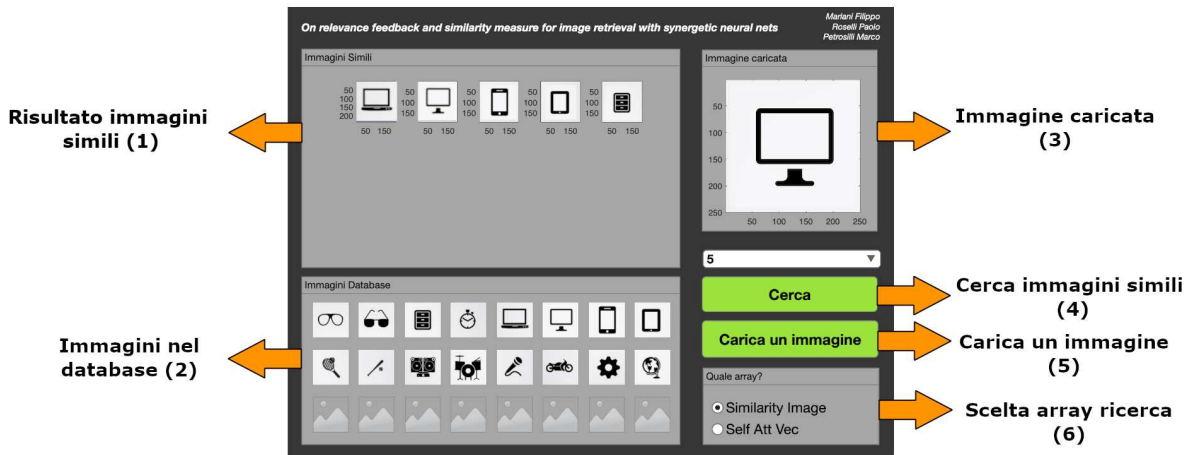 On relevance feedback and similarity measure for image retrieval with synergetic neural nets
Mariani Filippo
Roselli Paolo
Petrosilli Marco
Immagini Simili
50
100
150
200
50 150
50
100
150
50 150
50
100
150
50 150
50
100
150
50 150
50
100
150
50 150
Immagine caricata
50
100
150
200
250
50 100 150 200 250
Risultato immagini
simili (1)
Immagine caricata
(3)
5
Cerca
Cerca immagini simili
(4)
Carica un immagine
Carica un immagine
(5)
Immagini Database
Immagini nel
database (2)
Quale array?
Similarity Image
Self Att Vec
Scelta array ricerca
(6)